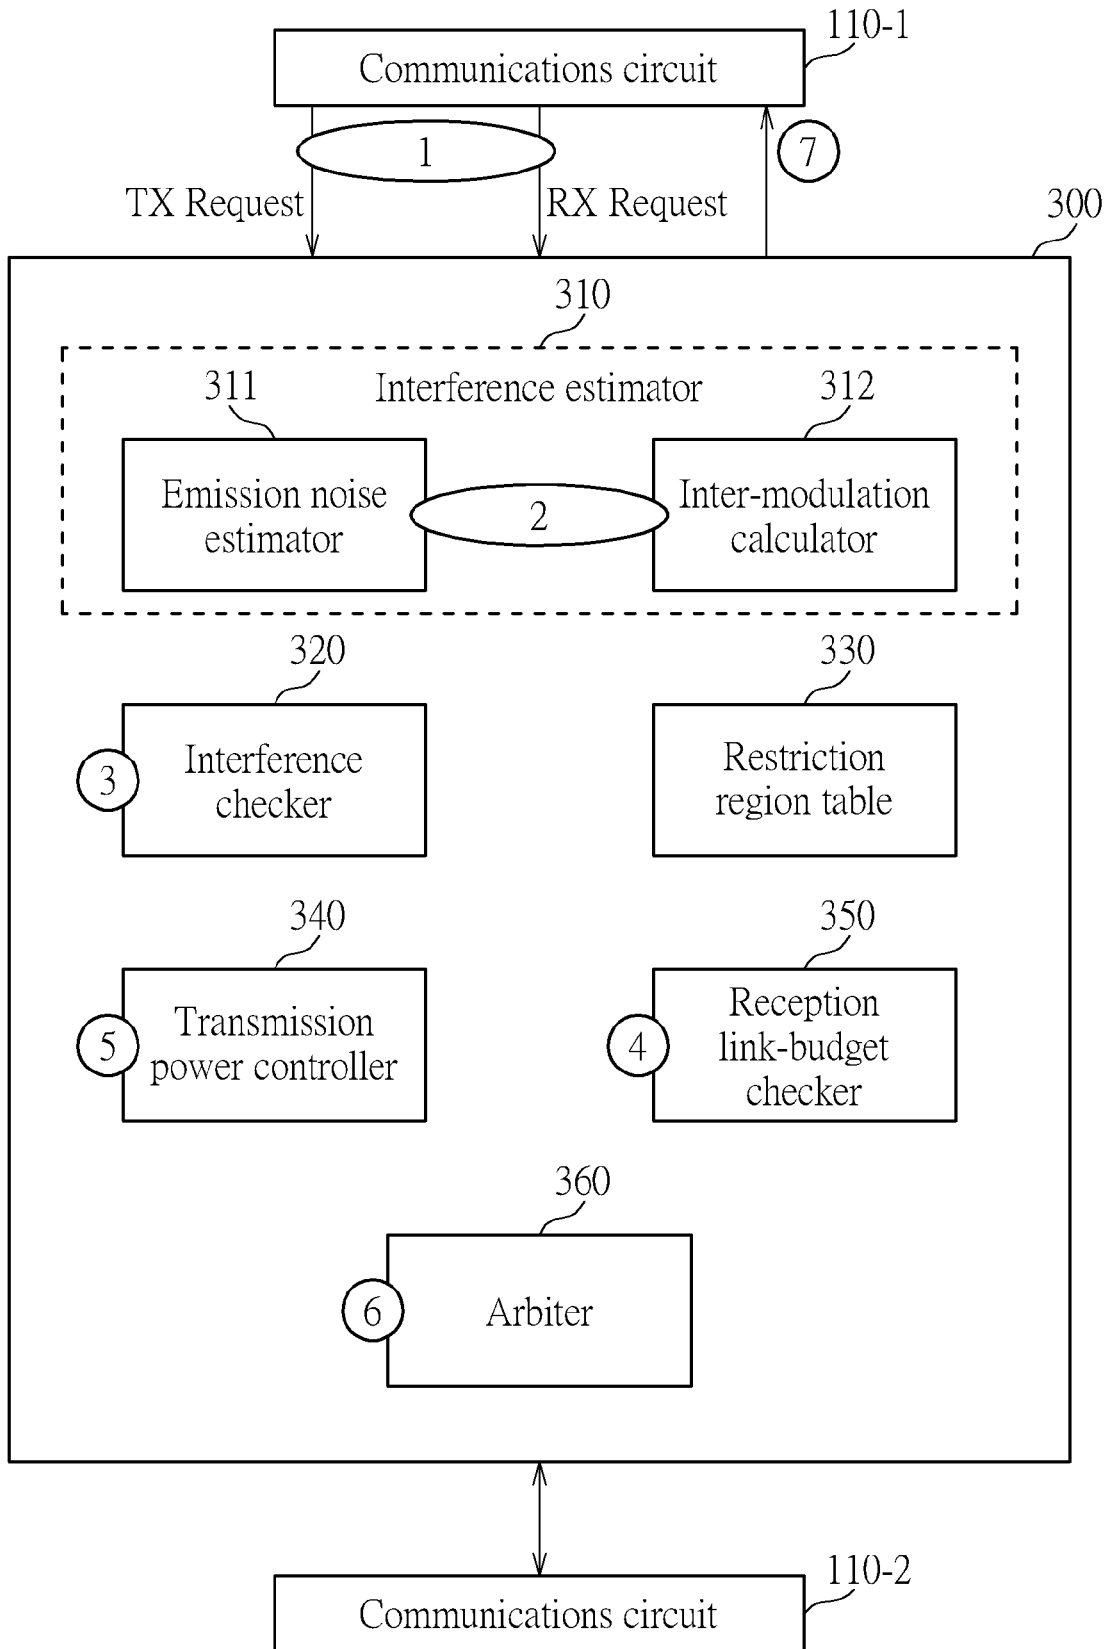 110-1
Communications circuit
1
7
TX Request
RX Request
300
310
Interference estimator
311
312
Emission noise
estimator
2
Inter-modulation
calculator
320
330
3
Interference
checker
Restriction
region table
340
350
5
Transmission
power controller
4
Reception
link-budget
checker
360
6
Arbiter
110-2
Communications circuit